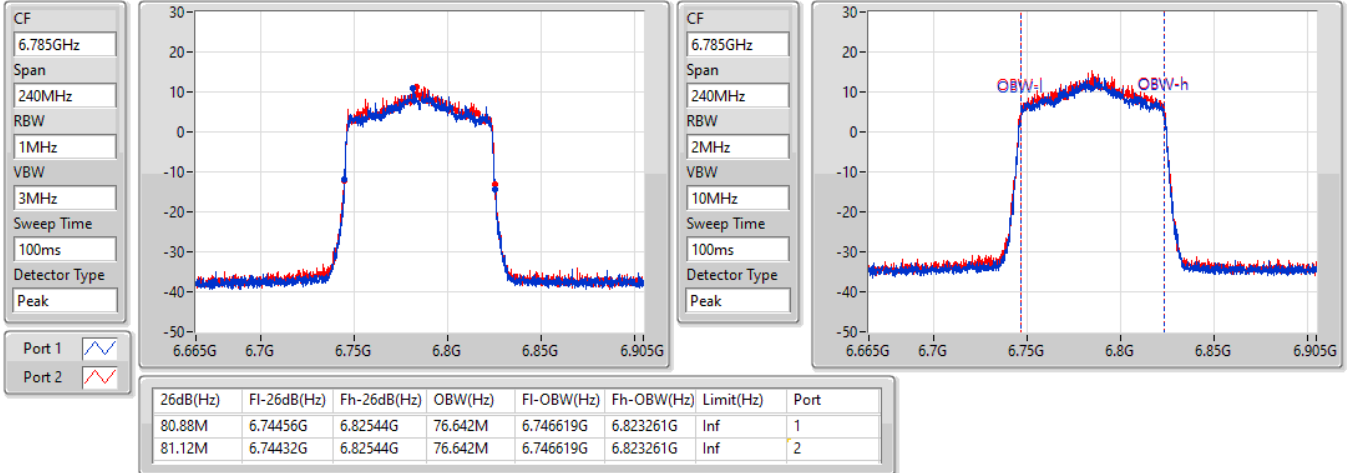 CF
6.785GHz
Span
240MHz
RBW
1MHz
VBW
3MHz
Sweep Time
100ms
Detector Type
Peak
Port 1
Port 2
30
20
10
0
-10
-20
-30
-40
-50
6.665G 6.7G 6.75G 6.8G 6.85G 6.905G
CF
6.785GHz
Span
240MHz
RBW
2MHz
VBW
10MHz
Sweep Time
100ms
Detector Type
Peak
30
20
10
0
-10
-20
-30
-40
-50
OBW-l OBW-h
6.665G 6.7G 6.75G 6.8G 6.85G 6.905G
26dB(Hz) Fl-26dB(Hz) Fh-26dB(Hz) OBW(Hz) Fl-OBW(Hz) Fh-OBW(Hz) Limit(Hz) Port
80.88M 6.74456G 6.82544G 76.642M 6.746619G 6.823261G Inf 1
81.12M 6.74432G 6.82544G 76.642M 6.746619G 6.823261G Inf 2